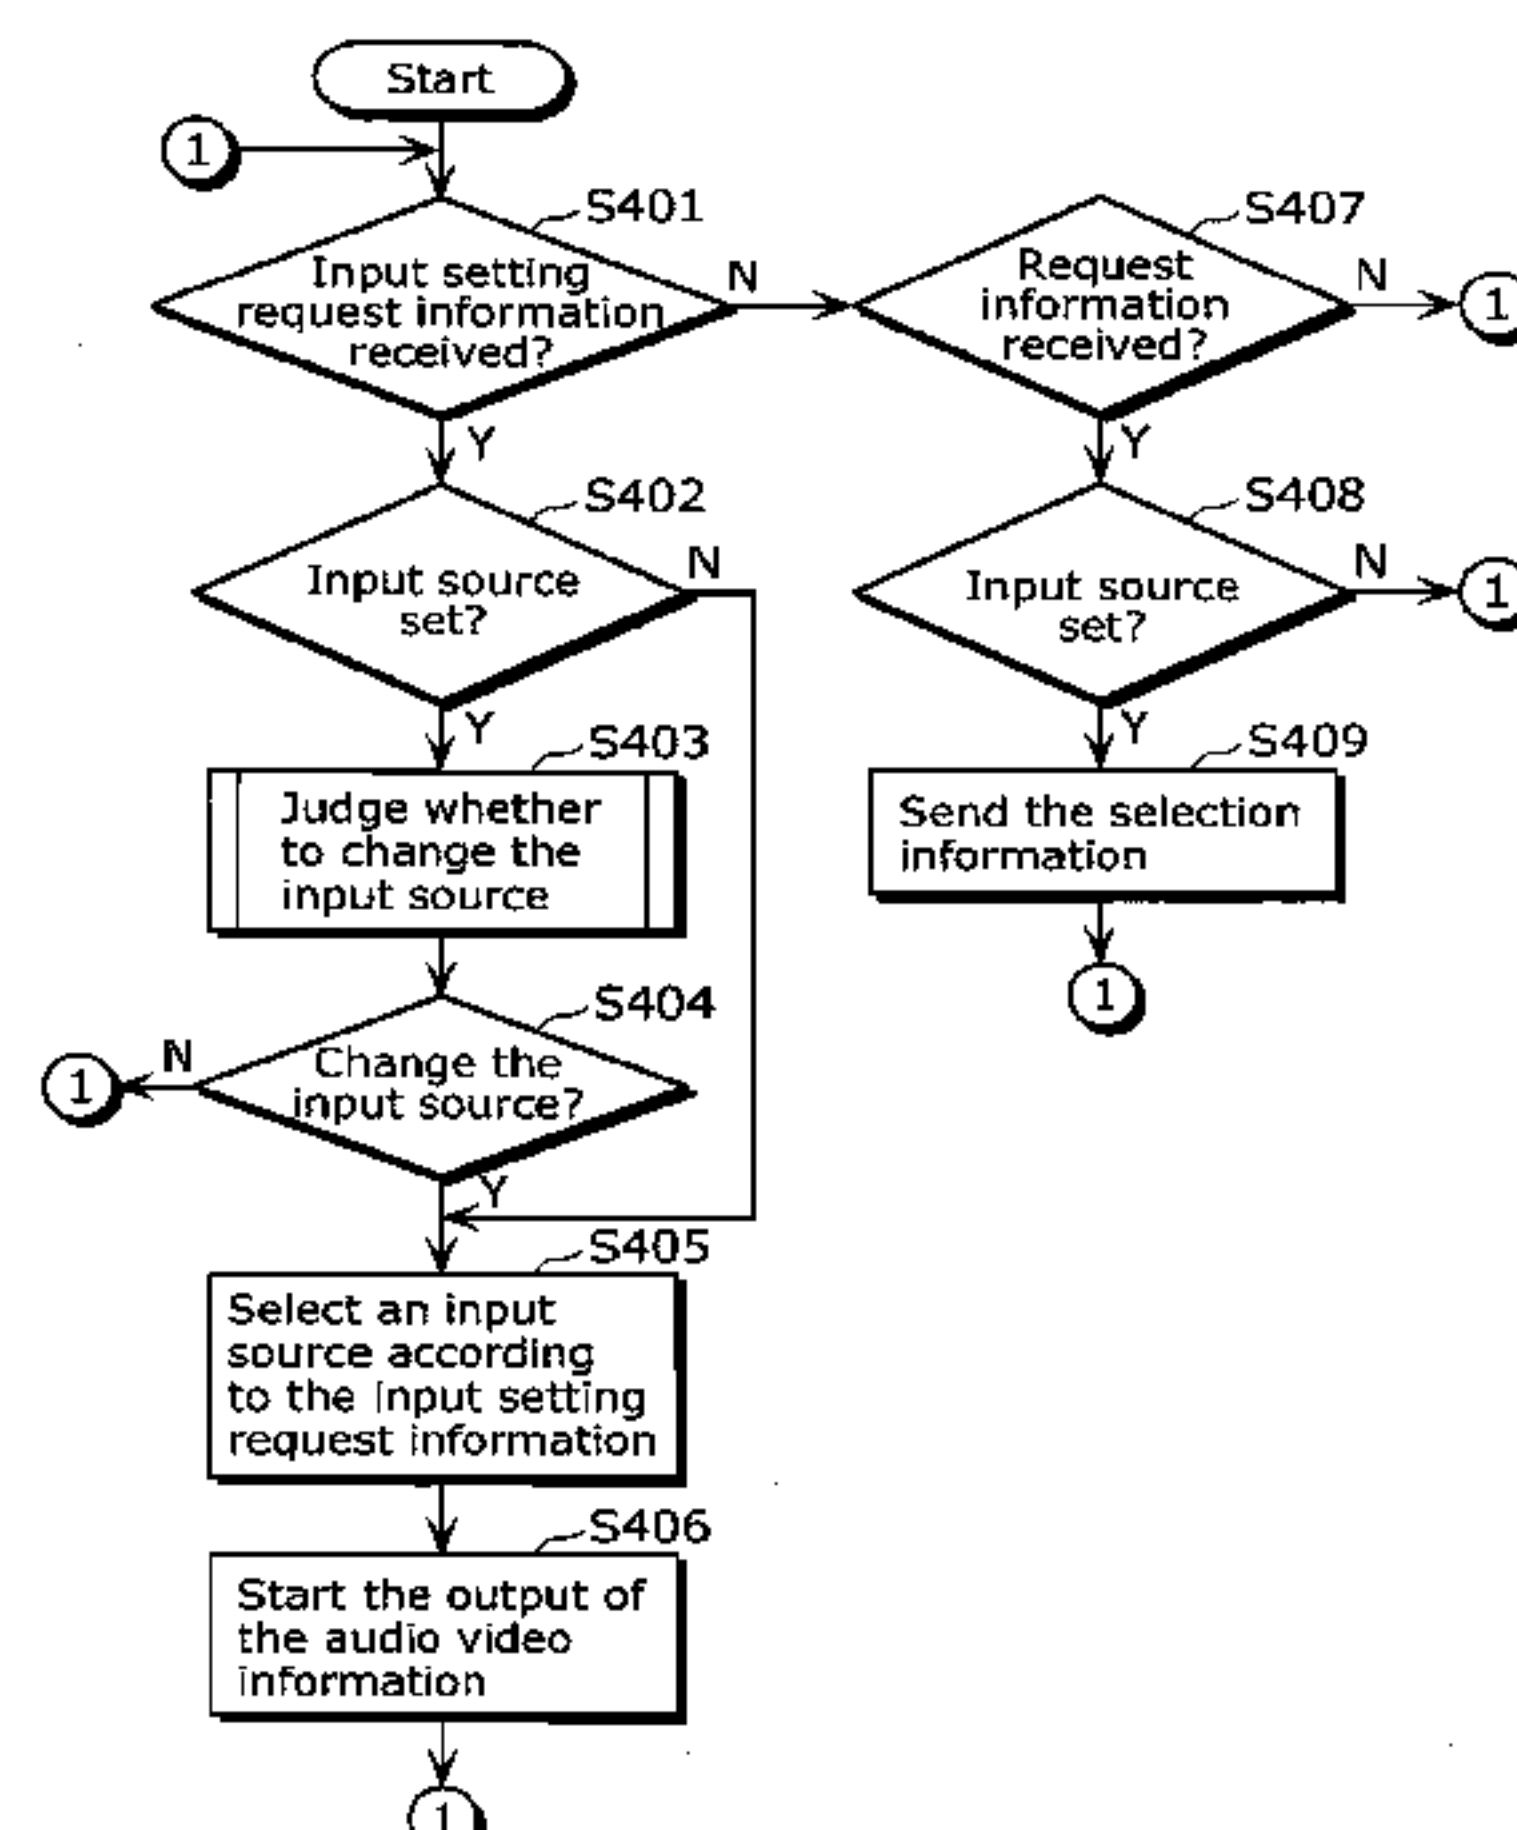 Start
1
S401
Input setting
request information
received?
N
Y
S407
Request
information
received?
N
1
Y
S402
Input source
set?
N
Y
S408
Input source
set?
N
1
Y
S403
Judge whether
to change the
input source
S409
Send the selection
information
1
S404
Change the
input source?
N
1
Y
S405
Select an input
source according
to the input setting
request information
S406
Start the output of
the audio video
information
1